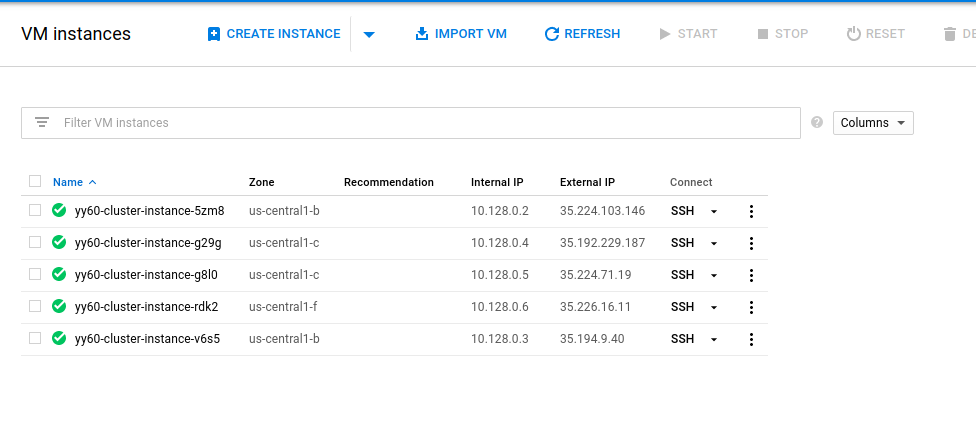 VM instances CREATE INSTANCE IMPORT VM REFRESH START STOP RESET DE
Filter VM instances ? Columns
Name Zone Recommendation Internal IP External IP Connect
yy60-cluster-instance-5zm8 us-central1-b 10.128.0.2 35.224.103.146 SSH
yy60-cluster-instance-g29g us-central1-c 10.128.0.4 35.192.229.187 SSH
yy60-cluster-instance-g8l0 us-central1-c 10.128.0.5 35.224.71.19 SSH
yy60-cluster-instance-rdk2 us-central1-f 10.128.0.6 35.226.16.11 SSH
yy60-cluster-instance-v6s5 us-central1-b 10.128.0.3 35.194.9.40 SSH